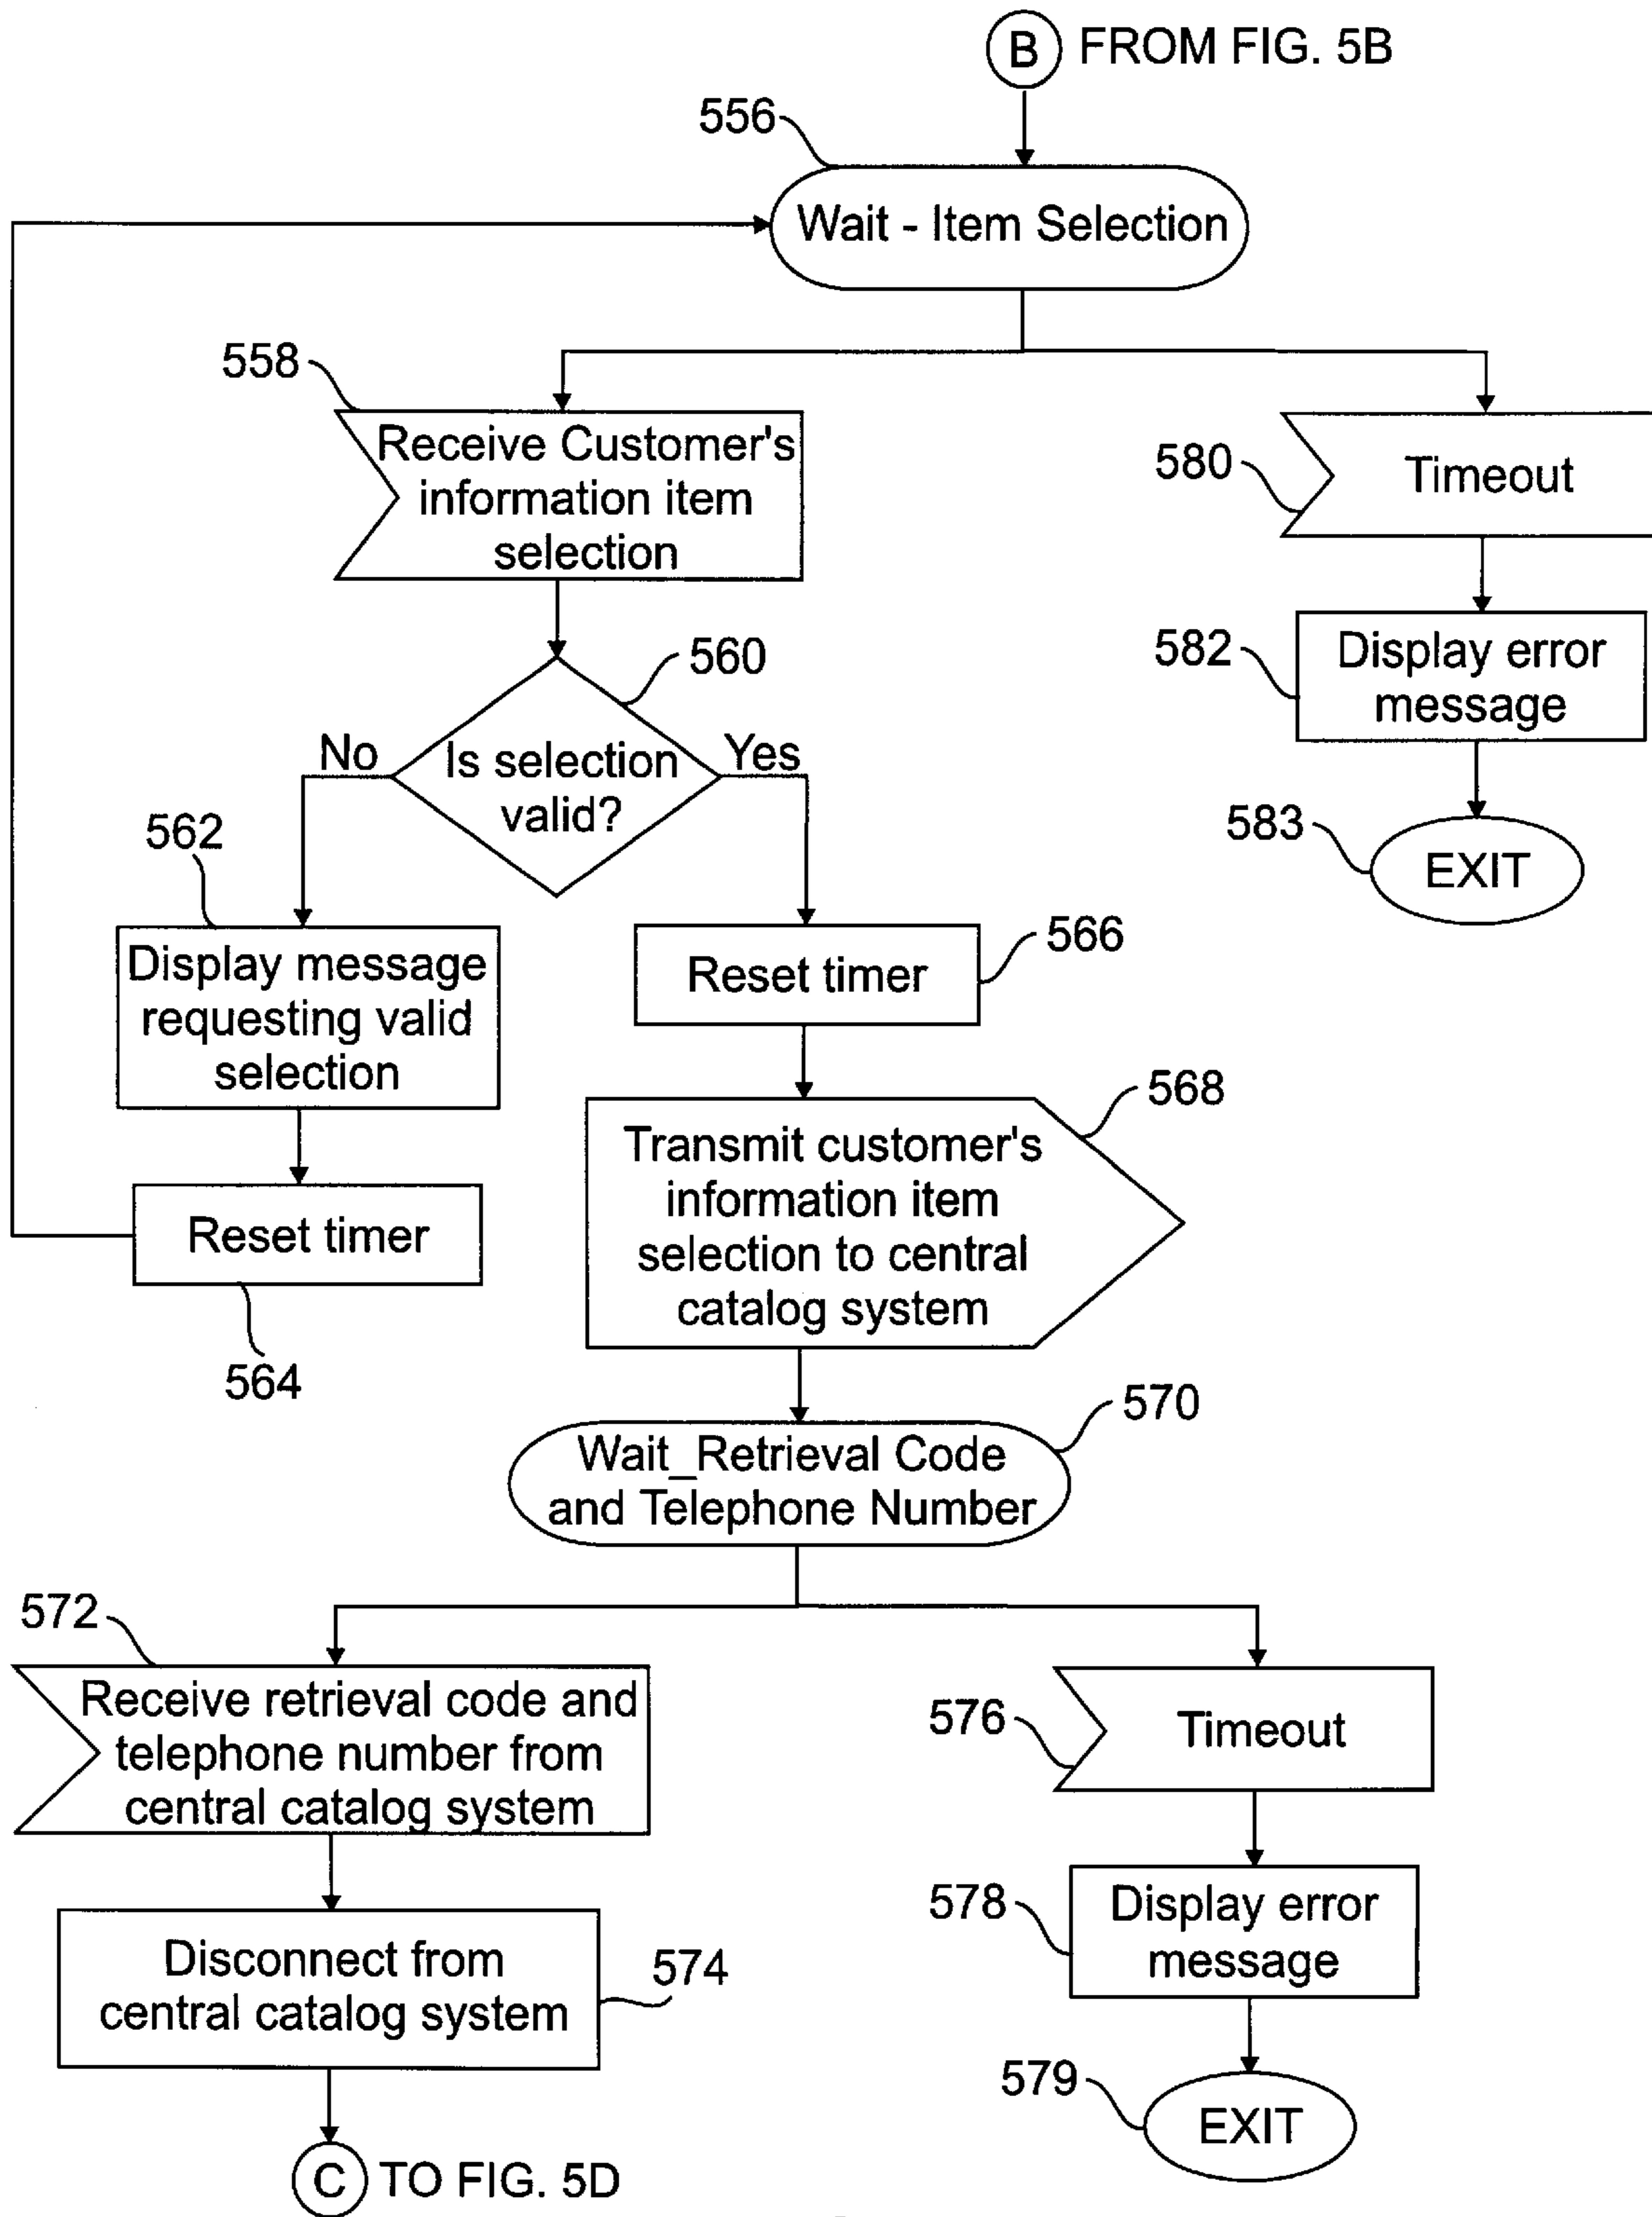 B FROM FIG. 5B
556
Wait - Item Selection
558
Receive Customer's
information item
selection
580
Timeout
582
Display error
message
583
EXIT
560
Is selection
valid?
No
Yes
562
Display message
requesting valid
selection
564
Reset timer
566
Reset timer
568
Transmit customer's
information item
selection to central
catalog system
570
Wait_Retrieval Code
and Telephone Number
572
Receive retrieval code and
telephone number from
central catalog system
574
Disconnect from
central catalog system
576
Timeout
578
Display error
message
579
EXIT
C TO FIG. 5D